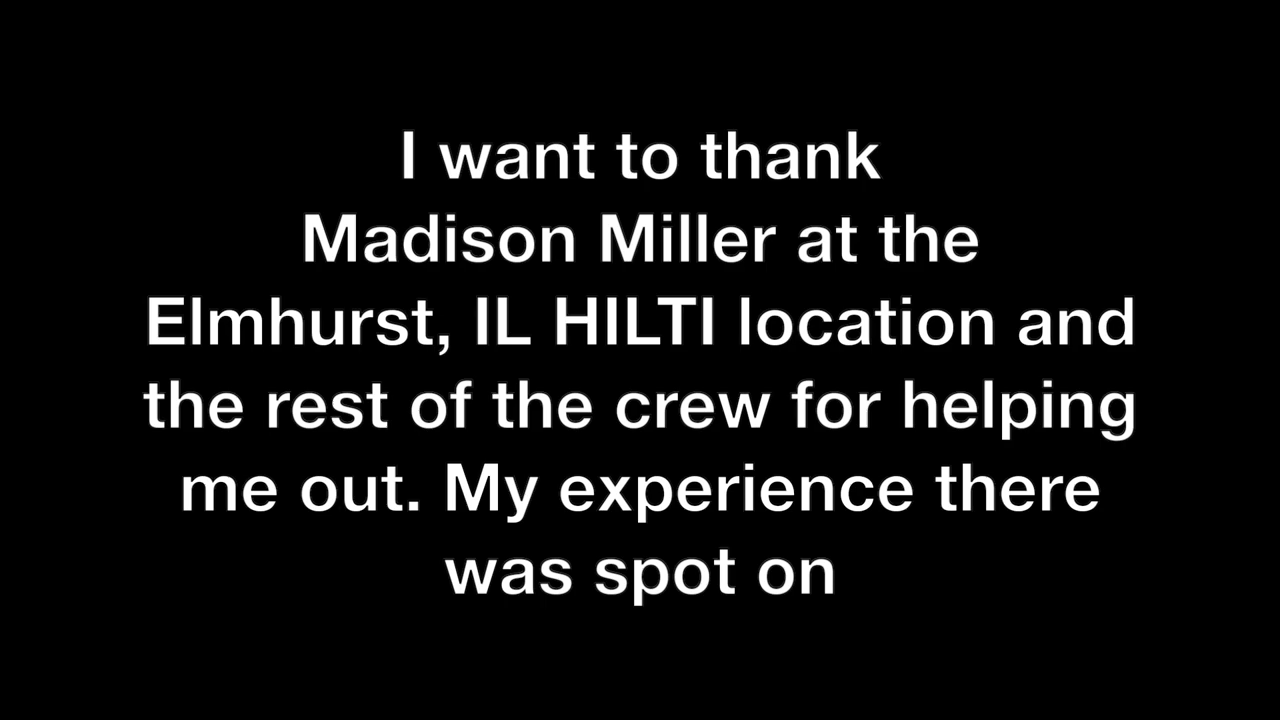 I want to thank
Madison Miller at the
Elmhurst, IL HILTI location and
the rest of the crew for helping
me out. My experience there
was spot on